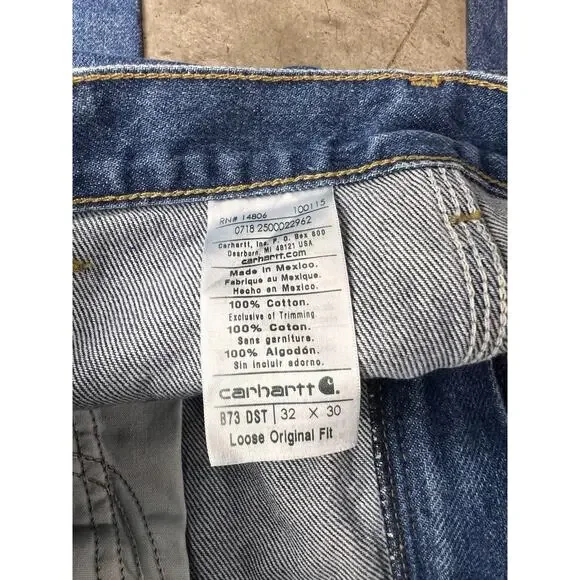 RN# 14806 100115
0718 2500022962
Carhartt, Inc. P. O. Box 600
Dearborn, MI 48121 USA
carhartt.com
Made in Mexico.
Fabrique au Mexique.
Hecho en Mexico.
100% Cotton.
Exclusive of Trimming
100% Coton.
Sans garniture.
100% Algodón.
Sin incluir adorno.
carhartt
B73 DST 32 X 30
Loose Original Fit